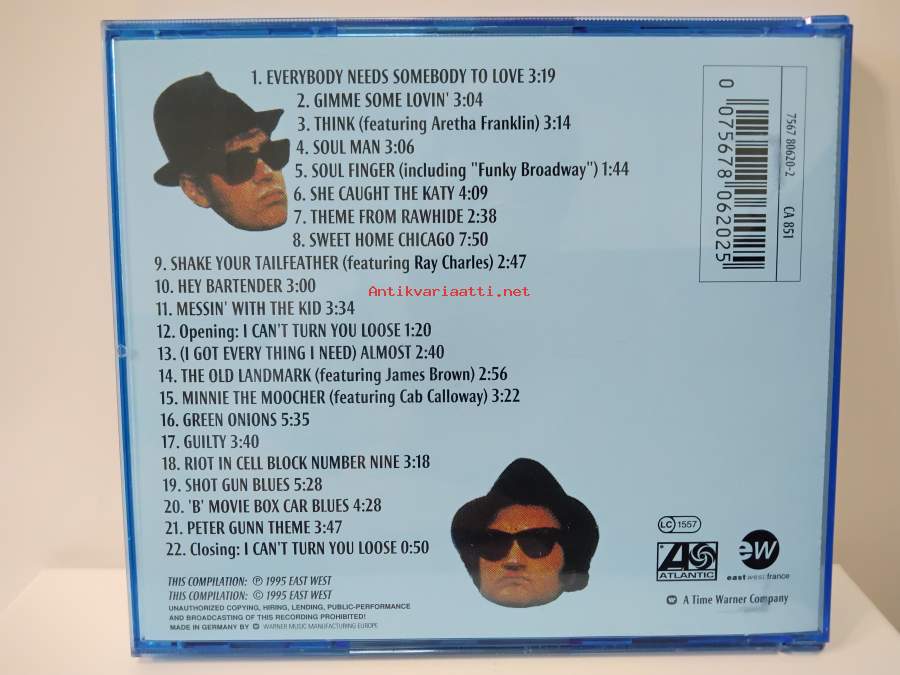 1. EVERYBODY NEEDS SOMEBODY TO LOVE 3:19
2. GIMME SOME LOVIN' 3:04
3. THINK (featuring Aretha Franklin) 3:14
4. SOUL MAN 3:06
5. SOUL FINGER (including "Funky Broadway") 1:44
6. SHE CAUGHT THE KATY 4:09
7. THEME FROM RAWHIDE 2:38
8. SWEET HOME CHICAGO 7:50
9. SHAKE YOUR TAILFEATHER (featuring Ray Charles) 2:47
10. HEY BARTENDER 3:00
Antikvariaatti.net
11. MESSIN' WITH THE KID 3:34
12. Opening: I CAN'T TURN YOU LOOSE 1:20
13. (I GOT EVERY THING I NEED) ALMOST 2:40
14. THE OLD LANDMARK (featuring James Brown) 2:56
15. MINNIE THE MOOCHER (featuring Cab Calloway) 3:22
16. GREEN ONIONS 5:35
17. GUILTY 3:40
18. RIOT IN CELL BLOCK NUMBER NINE 3:18
19. SHOT GUN BLUES 5:28
20. 'B' MOVIE BOX CAR BLUES 4:28
21. PETER GUNN THEME 3:47
22. Closing: I CAN'T TURN YOU LOOSE 0:50
THIS COMPILATION: ℗ 1995 EAST WEST
THIS COMPILATION: © 1995 EAST WEST
UNAUTHORIZED COPYING, HIRING, LENDING, PUBLIC-PERFORMANCE
AND BROADCASTING OF THIS RECORDING PROHIBITED!
MADE IN GERMANY BY WARNER MUSIC MANUFACTURING EUROPE
7567 80620-2 CA 851
0 075678 062025
LC 1557
ATLANTIC
ew
east west france
A Time Warner Company